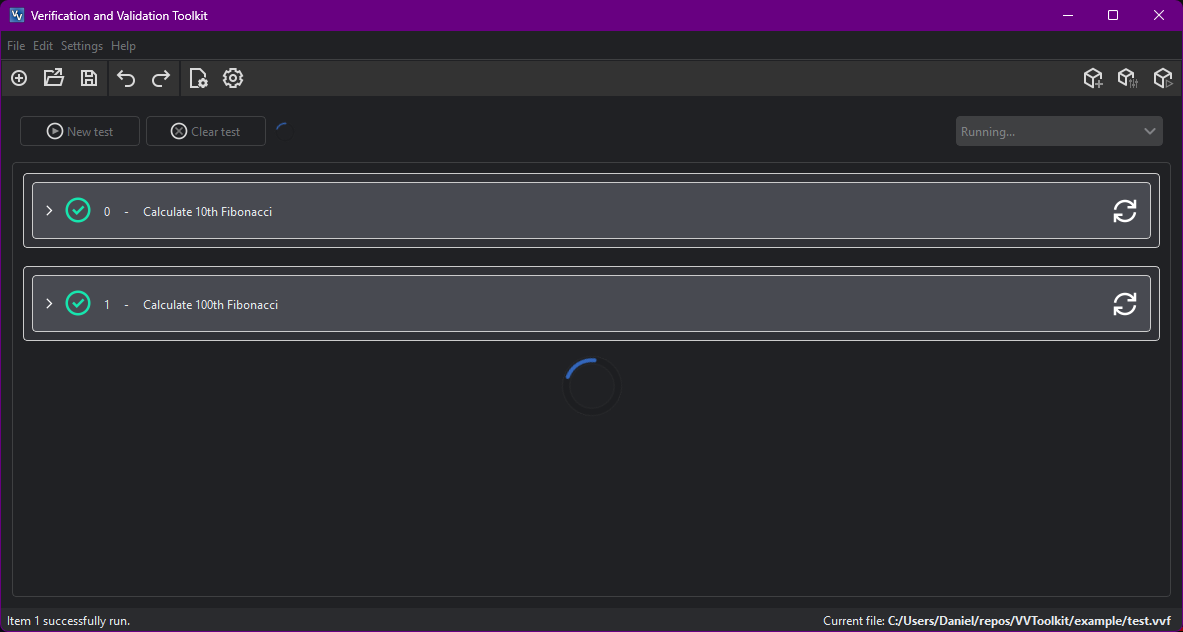 VV Verification and Validation Toolkit
File Edit Settings Help
New test Clear test Running...
0 - Calculate 10th Fibonacci
1 - Calculate 100th Fibonacci
Item 1 successfully run. Current file: C:/Users/Daniel/repos/VVToolkit/example/test.vvf